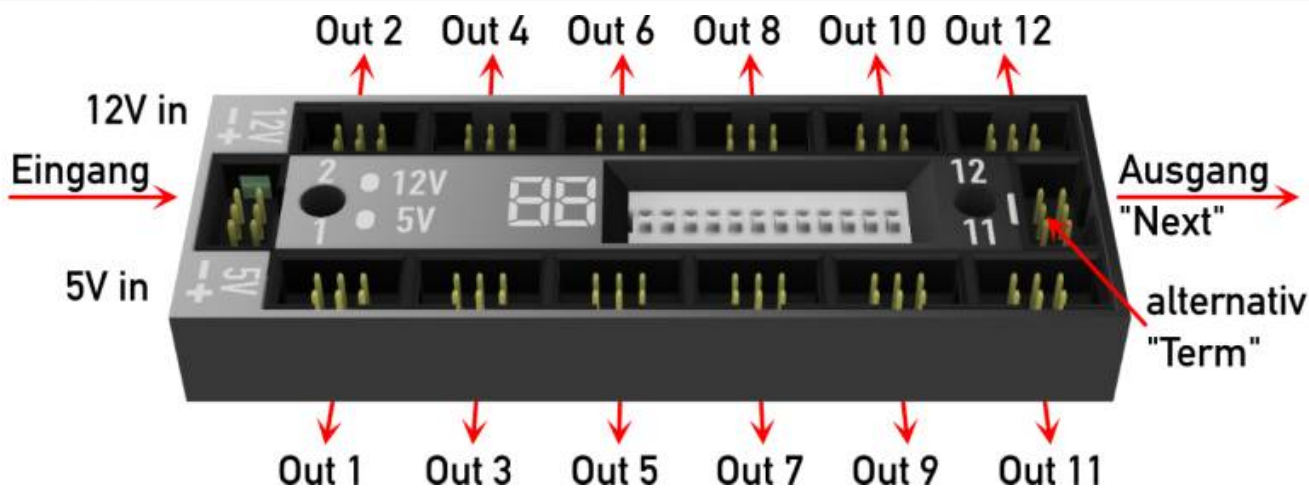 Out 2 Out 4 Out 6 Out 8 Out 10 Out 12
12V in
- + 12V
Eingang
2
12V
88
12
Ausgang
1
5V
11
"Next"
5V in
- + 5V
alternativ
"Term"
Out 1 Out 3 Out 5 Out 7 Out 9 Out 11